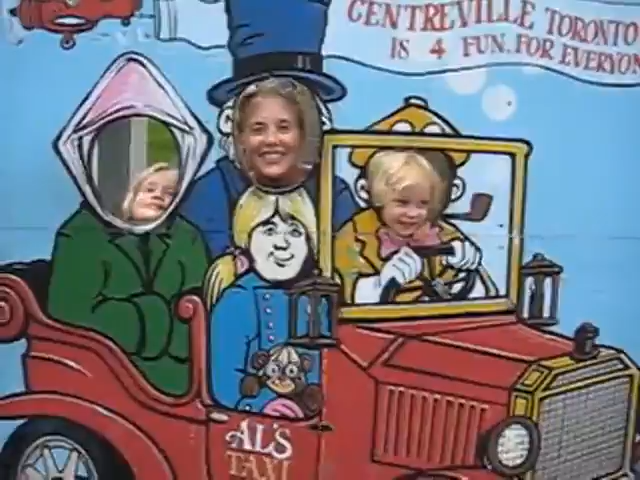 CENTREVILLE TORONTO
IS 4 FUN. FOR EVERYON
AL'S
TAXI